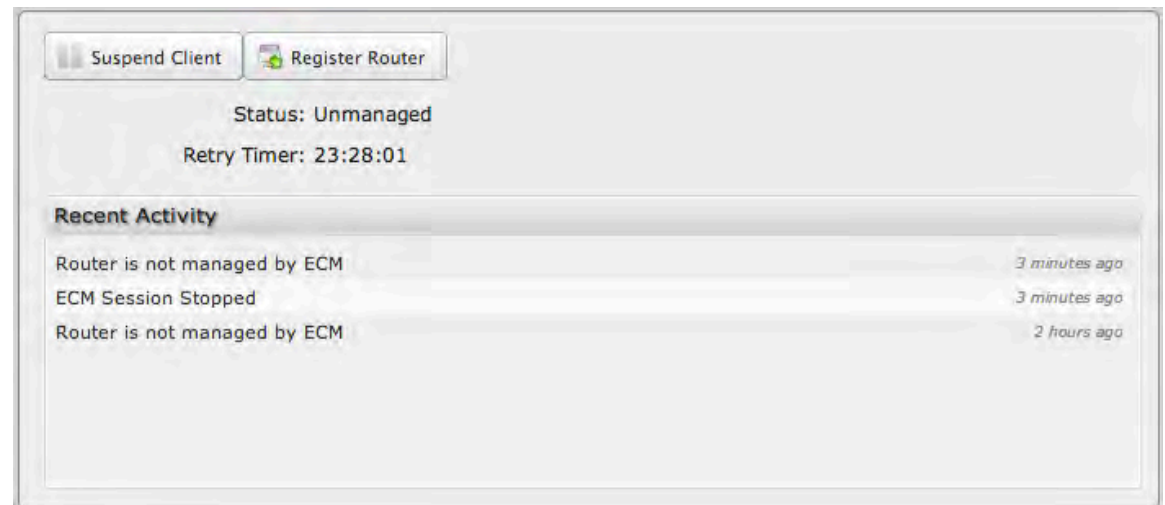 Suspend Client Register Router
Status: Unmanaged
Retry Timer: 23:28:01
Recent Activity
Router is not managed by ECM 3 minutes ago
ECM Session Stopped 3 minutes ago
Router is not managed by ECM 2 hours ago